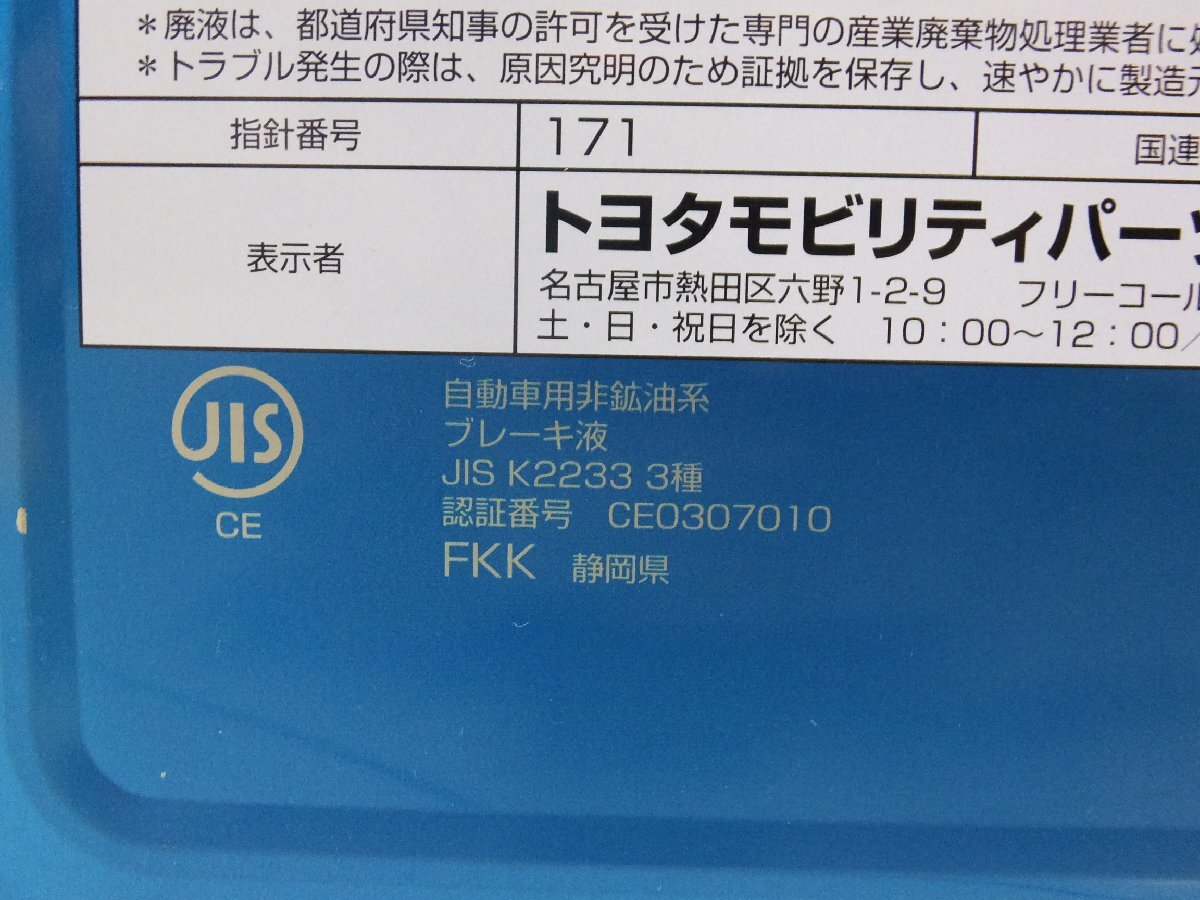 *廃液は、都道府県知事の許可を受けた専門の産業廃棄物処理業者に
*トラブル発生の際は、原因究明のため証拠を保存し、速やかに製造元
指針番号 171 国連
表示者
トヨタモビリティパーツ
名古屋市熱田区六野1-2-9 フリーコール
土・日・祝日を除く 10:00~12:00/
JIS
CE
自動車用非鉱油系
ブレーキ液
JIS K2233 3種
認証番号 CE0307010
FKK 静岡県